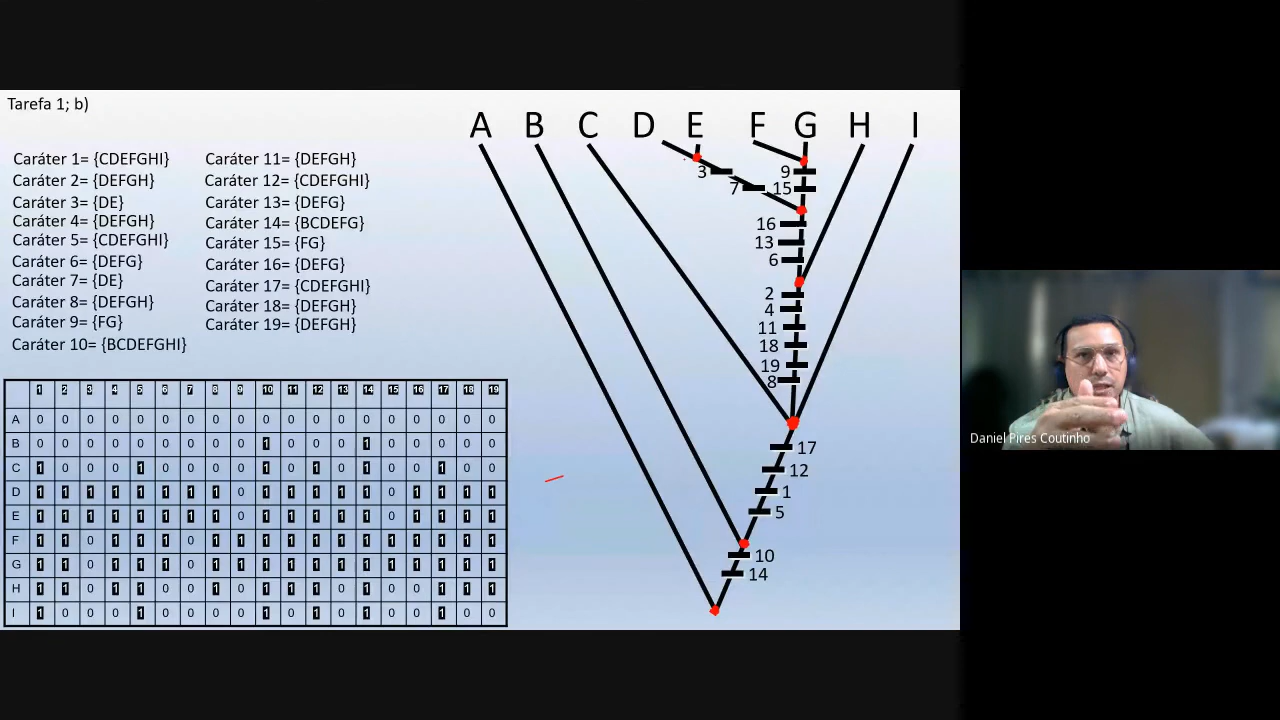 Tarefa 1; b)
Caráter 1= {CDEFGHI}
Caráter 2= {DEFGH}
Caráter 3= {DE}
Caráter 4= {DEFGH}
Caráter 5= {CDEFGHI}
Caráter 6= {DEFG}
Caráter 7= {DE}
Caráter 8= {DEFGH}
Caráter 9= {FG}
Caráter 10= {BCDEFGHI}
Caráter 11= {DEFGH}
Caráter 12= {CDEFGHI}
Caráter 13= {DEFG}
Caráter 14= {BCDEFG}
Caráter 15= {FG}
Caráter 16= {DEFG}
Caráter 17= {CDEFGHI}
Caráter 18= {DEFGH}
Caráter 19= {DEFGH}
1 2 3 4 5 6 7 8 9 10 11 12 13 14 15 16 17 18 19
A 0 0 0 0 0 0 0 0 0 0 0 0 0 0 0 0 0 0 0
B 0 0 0 0 0 0 0 0 0 1 0 0 0 1 0 0 0 0 0
C 1 0 0 0 1 0 0 0 0 1 0 1 0 1 0 0 1 0 0
D 1 1 1 1 1 1 1 1 0 1 1 1 1 1 0 1 1 1 1
E 1 1 1 1 1 1 1 1 0 1 1 1 1 1 0 1 1 1 1
F 1 1 0 1 1 1 0 1 1 1 1 1 1 1 1 1 1 1 1
G 1 1 0 1 1 1 0 1 1 1 1 1 1 1 1 1 1 1 1
H 1 1 0 1 1 0 0 1 0 1 1 1 0 1 0 0 1 1 1
I 1 0 0 0 1 0 0 0 0 1 0 1 0 1 0 0 1 0 0
A B C D E F G H I
3 9
7 15
16
13
6
2
4
11
18
19
8
17
12
1
5
10
14
Daniel Pires Coutinho